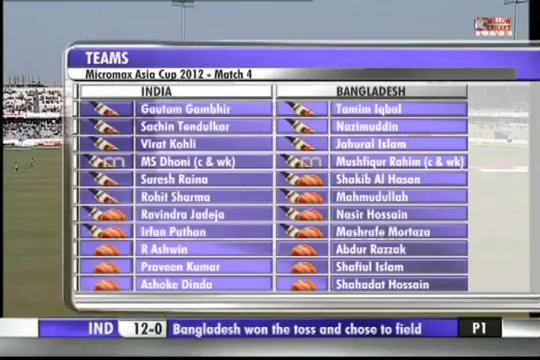 WILLOW
CRICKET
LIVE
TEAMS
Micromax Asia Cup 2012 - Match 4
INDIA BANGLADESH
Gautam Gambhir Tamim Iqbal
Sachin Tendulkar Nazimuddin
Virat Kohli Jahurul Islam
MS Dhoni (c & wk) Mushfiqur Rahim (c & wk)
Suresh Raina Shakib Al Hasan
Rohit Sharma Mahmudullah
Ravindra Jadeja Nasir Hossain
Irfan Pathan Mashrafe Mortaza
R Ashwin Abdur Razzak
Praveen Kumar Shafiul Islam
Ashoke Dinda Shahadat Hossain
IND 12-0 Bangladesh won the toss and chose to field P1